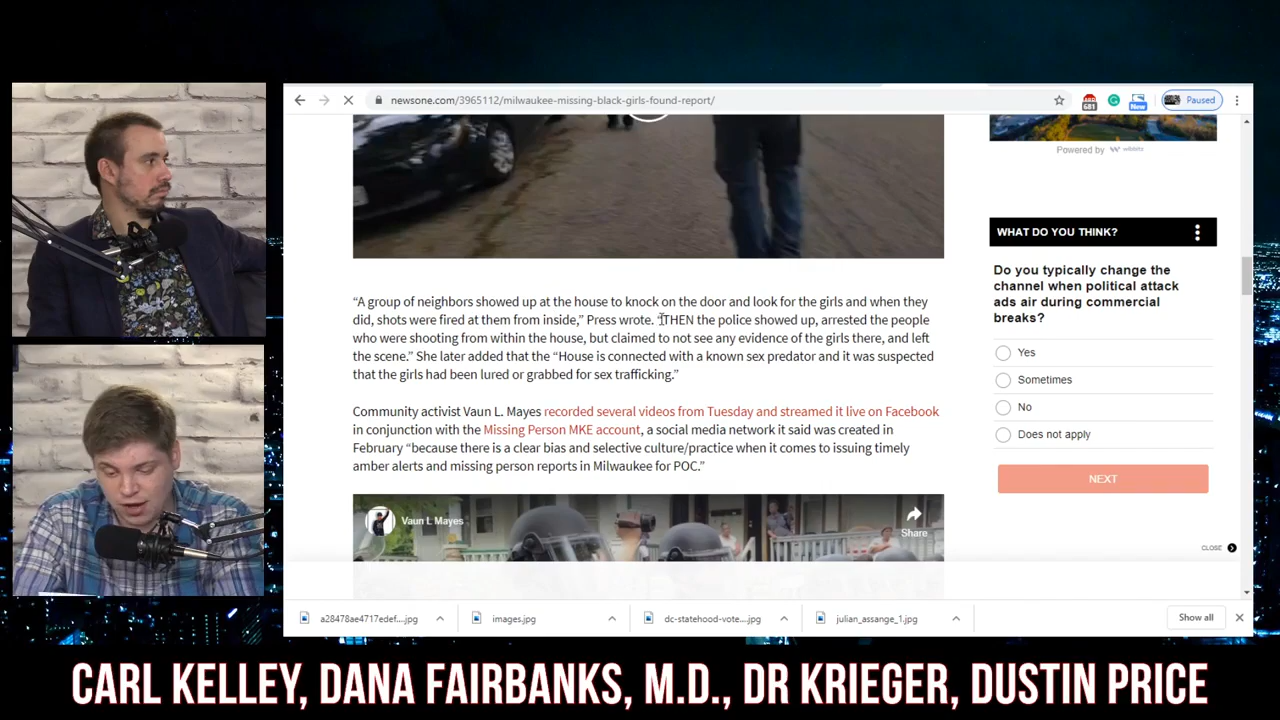 newsone.com/3965112/milwaukee-missing-black-girls-found-report/
681
New
Paused
Powered by
WHAT DO YOU THINK?
Do you typically change the
channel when political attack
ads air during commercial
breaks?
Yes
Sometimes
No
Does not apply
NEXT
CLOSE
“A group of neighbors showed up at the house to knock on the door and look for the girls and when they
did, shots were fired at them from inside,” Press wrote. “THEN the police showed up, arrested the people
who were shooting from within the house, but claimed to not see any evidence of the girls there, and left
the scene.” She later added that the “House is connected with a known sex predator and it was suspected
that the girls had been lured or grabbed for sex trafficking.”
Community activist Vaun L. Mayes recorded several videos from Tuesday and streamed it live on Facebook
in conjunction with the Missing Person MKE account, a social media network it said was created in
February “because there is a clear bias and selective culture/practice when it comes to issuing timely
amber alerts and missing person reports in Milwaukee for POC.”
Vaun L Mayes
Share
a28478ae4717edef....jpg
images.jpg
dc-statehood-vote....jpg
julian_assange_1.jpg
Show all
CARL KELLEY, DANA FAIRBANKS, M.D., DR KRIEGER, DUSTIN PRICE